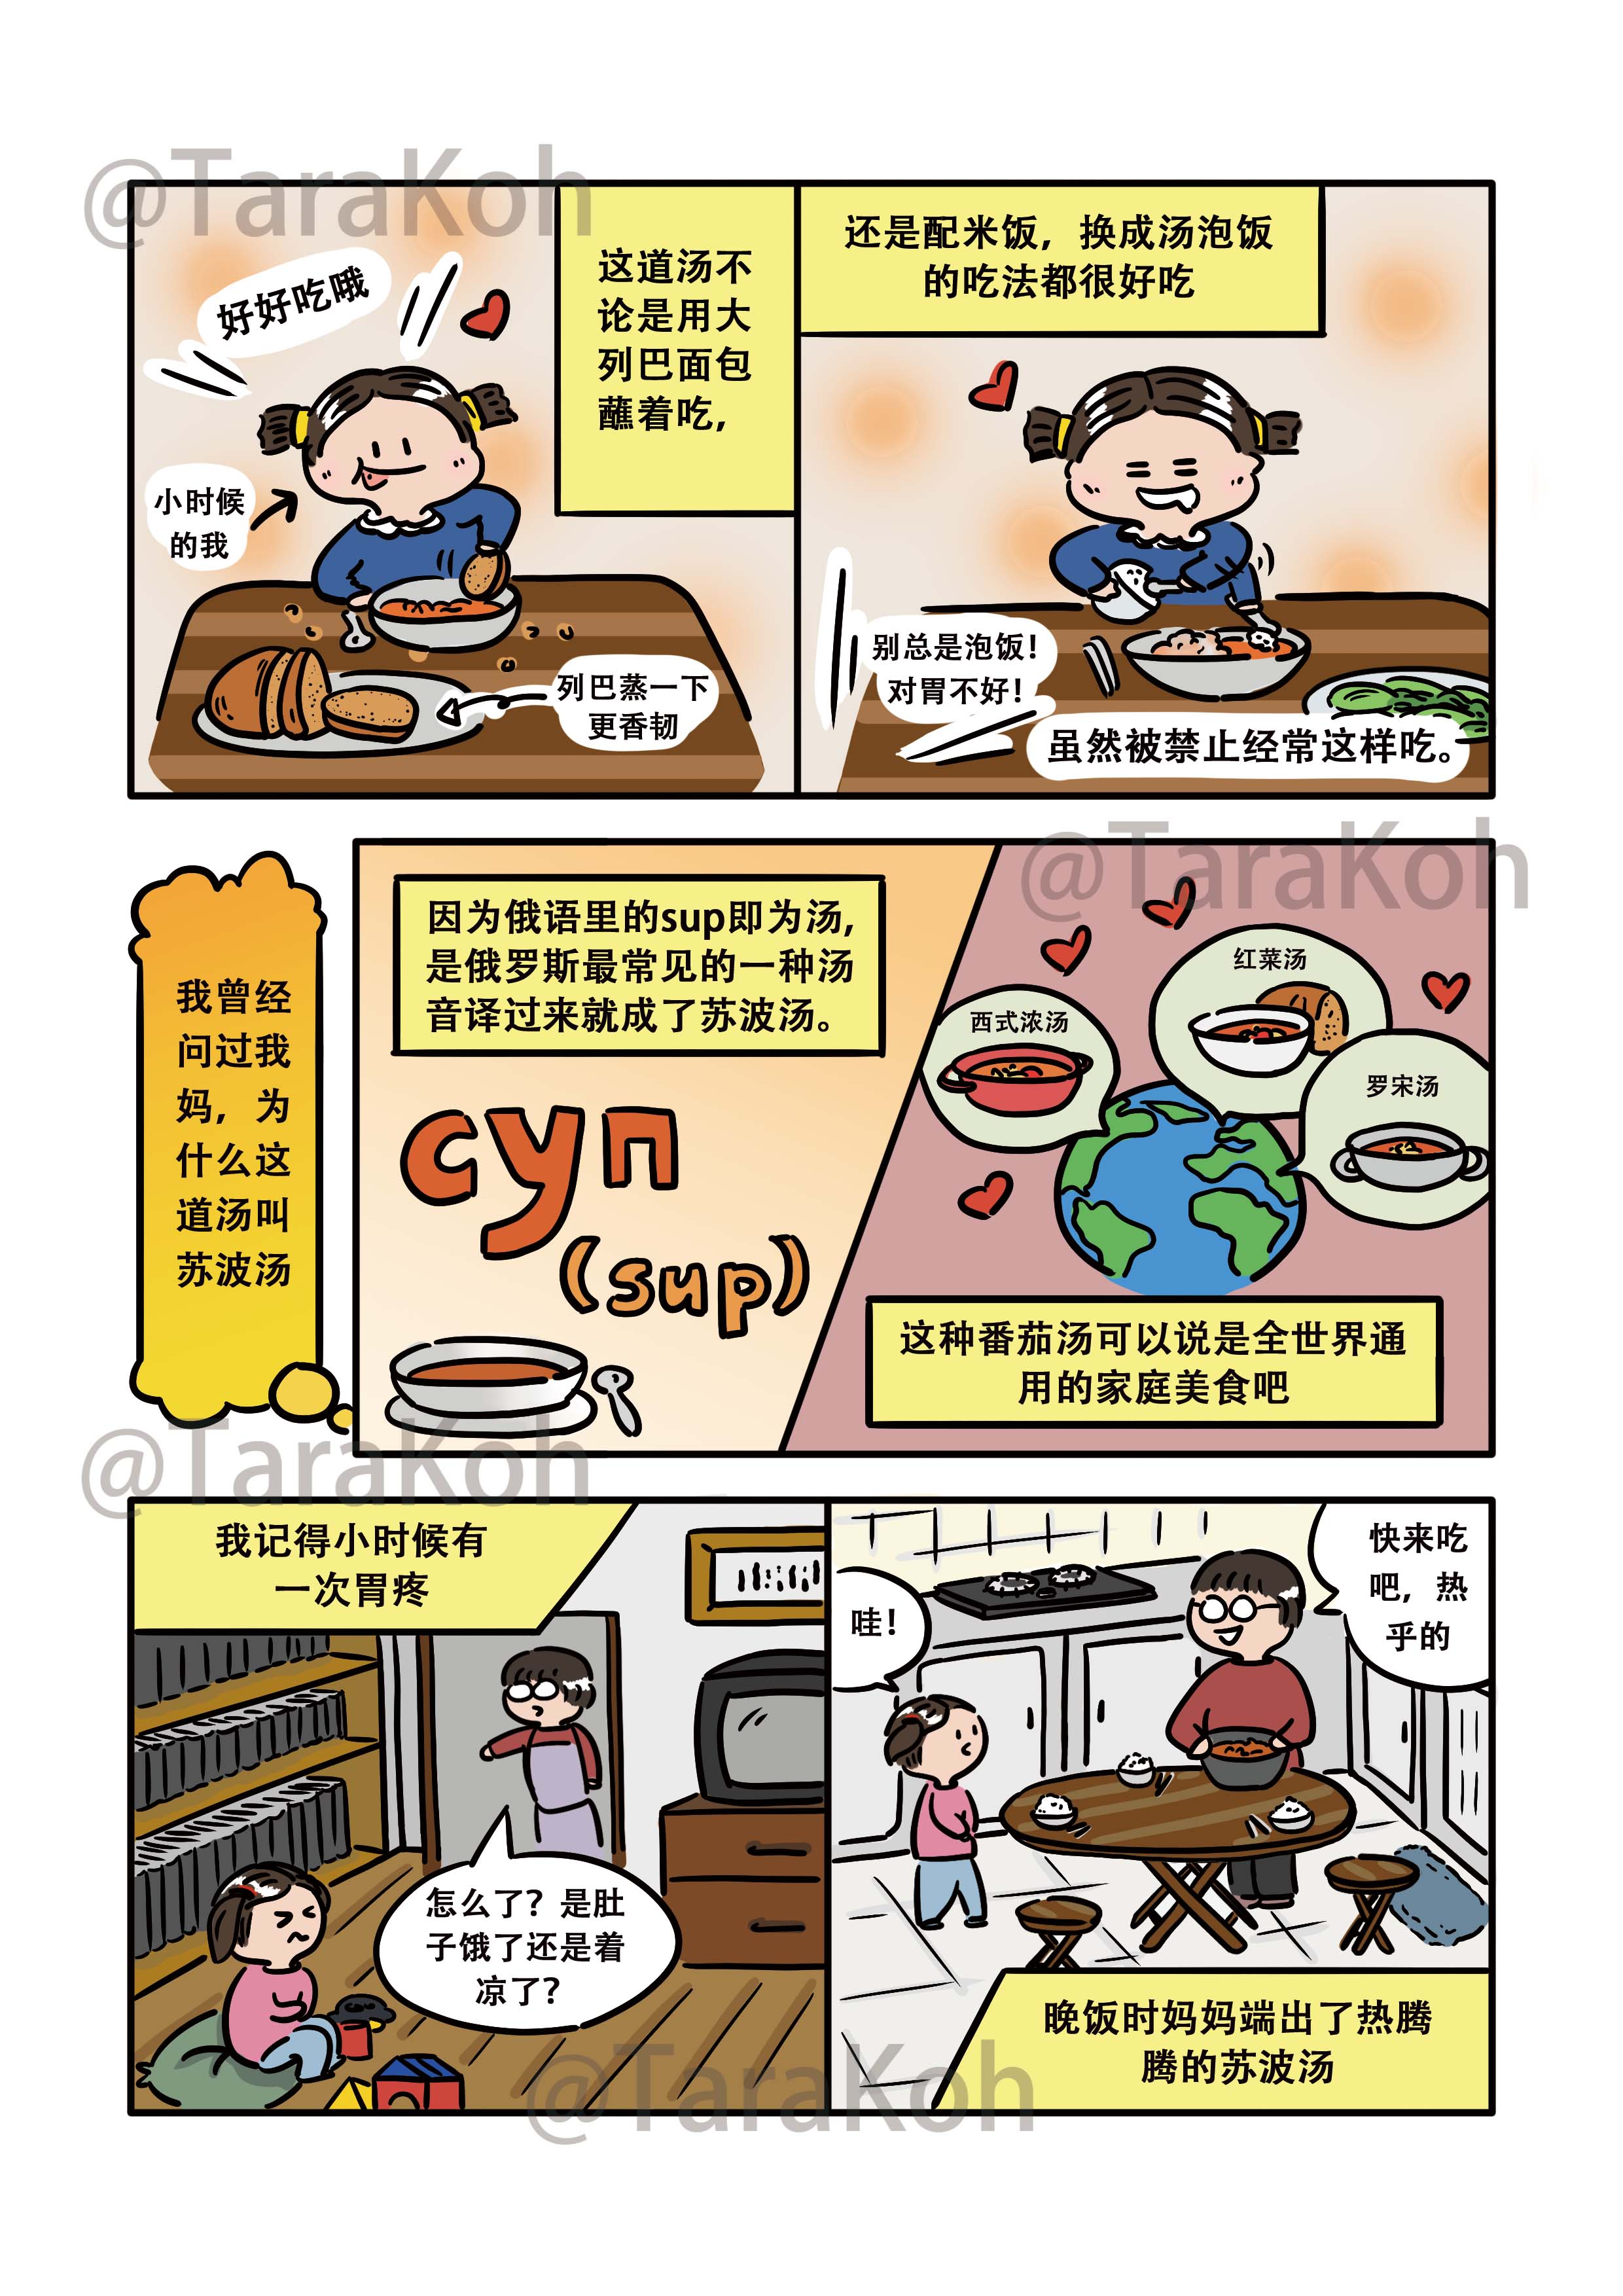 @TaraKoh
好好吃哦
这道汤不
论是用大
列巴面包
蘸着吃,
小时候
的我
列巴蒸一下
更香韧
还是配米饭，换成汤泡饭
的吃法都很好吃
别总是泡饭!
对胃不好!
虽然被禁止经常这样吃。
@TaraKoh
我曾经
问过我
妈，为
什么这
道汤叫
苏波汤
因为俄语里的sup即为汤,
是俄罗斯最常见的一种汤
音译过来就成了苏波汤。
суп
(sup)
西式浓汤
红菜汤
罗宋汤
这种番茄汤可以说是全世界通
用的家庭美食吧
@TaraKoh
我记得小时候有
一次胃疼
怎么了？是肚
子饿了还是着
凉了？
哇!
快来吃
吧，热
乎的
晚饭时妈妈端出了热腾
腾的苏波汤
@TaraKoh